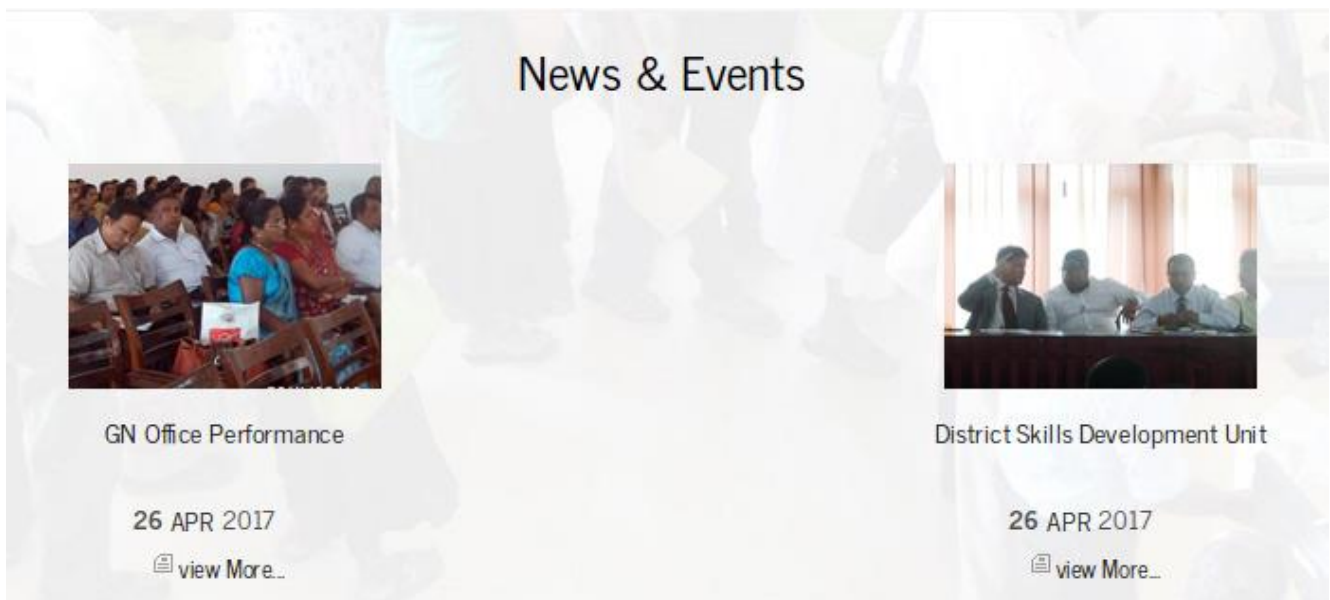 News & Events
GN Office Performance
26 APR 2017
view More...
District Skills Development Unit
26 APR 2017
view More...